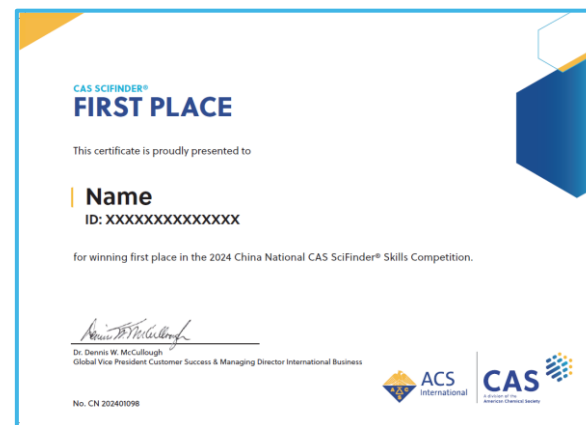 CAS SCIFINDER®
FIRST PLACE
This certificate is proudly presented to
Name
ID: XXXXXXXXXXXXXX
for winning first place in the 2024 China National CAS SciFinder® Skills Competition.
Dennis W. McCullough
Dr. Dennis W. McCullough
Global Vice President Customer Success & Managing Director International Business
No. CN 202401098
ACS
International
CAS
A division of the
American Chemical Society